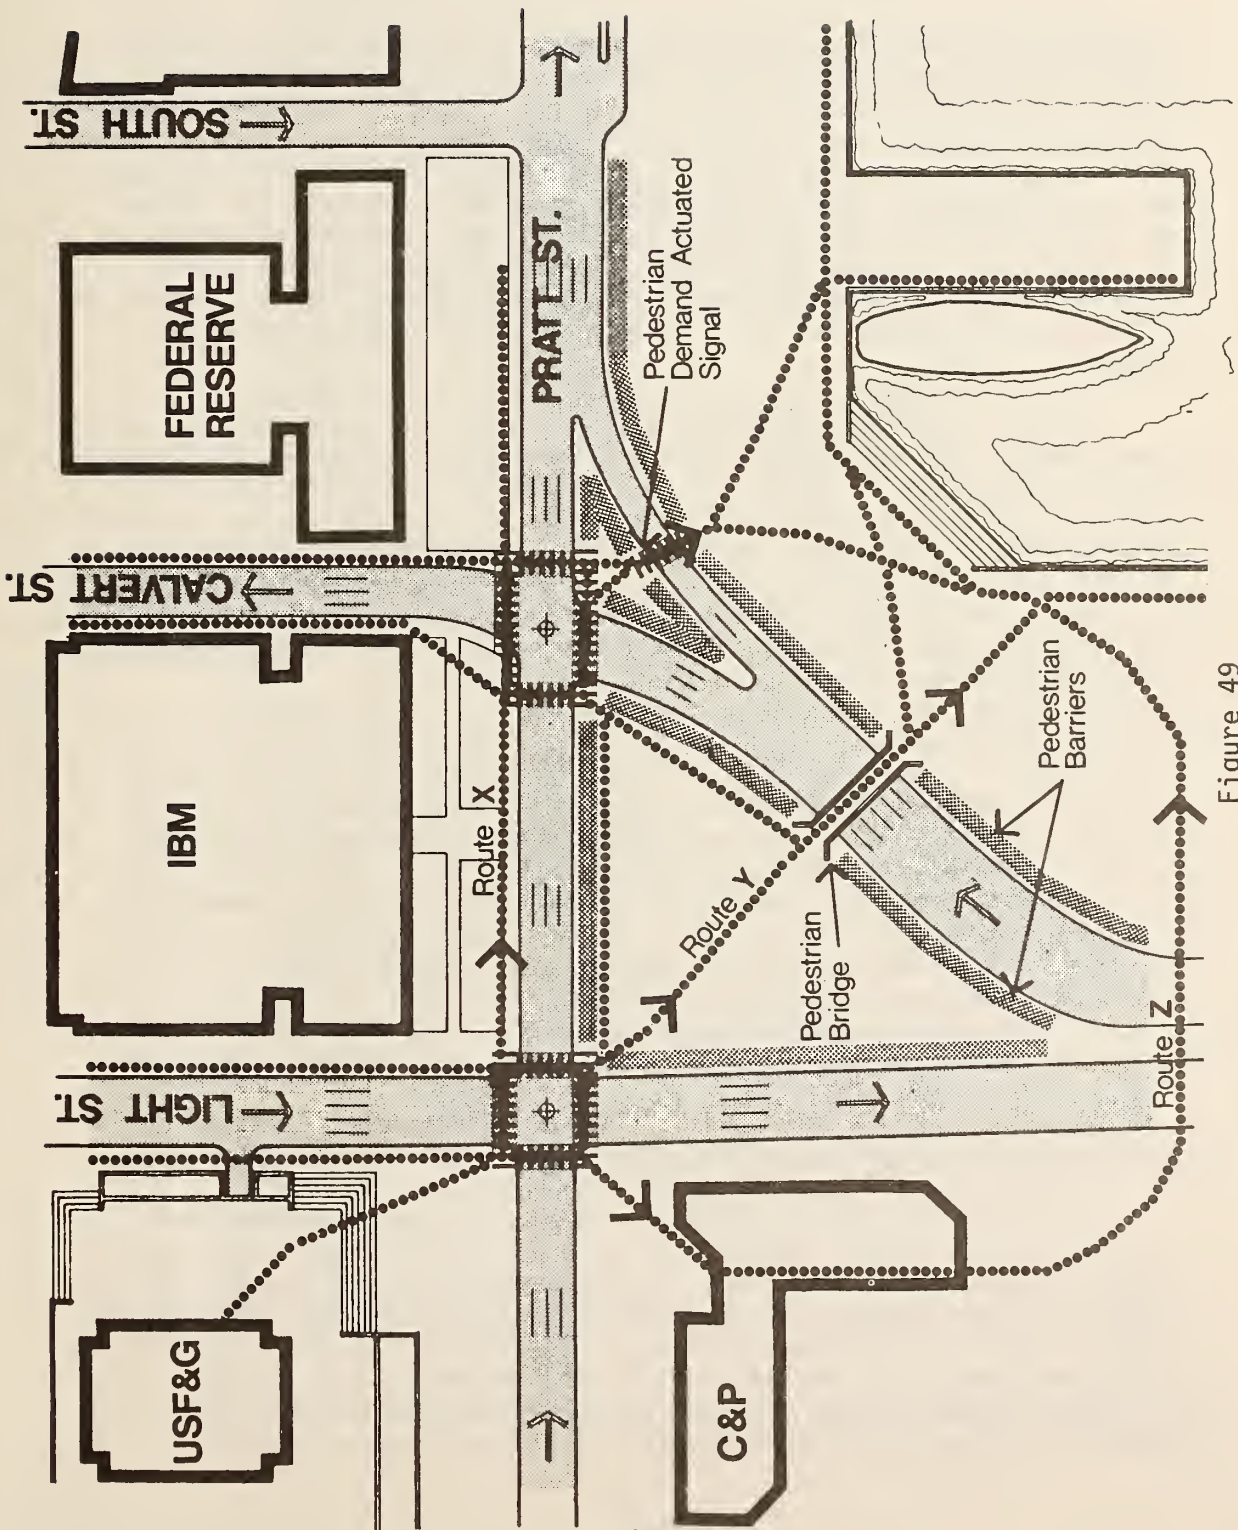 SOUTH ST.
FEDERAL
RESERVE
PRATT ST.
Pedestrian
Demand Actuated
Signal
CALVERT ST.
IBM
Route X
Route Y
Pedestrian
Bridge
Pedestrian
Barriers
LIGHT ST.
Route Z
USF&G
C&P
Figure 49